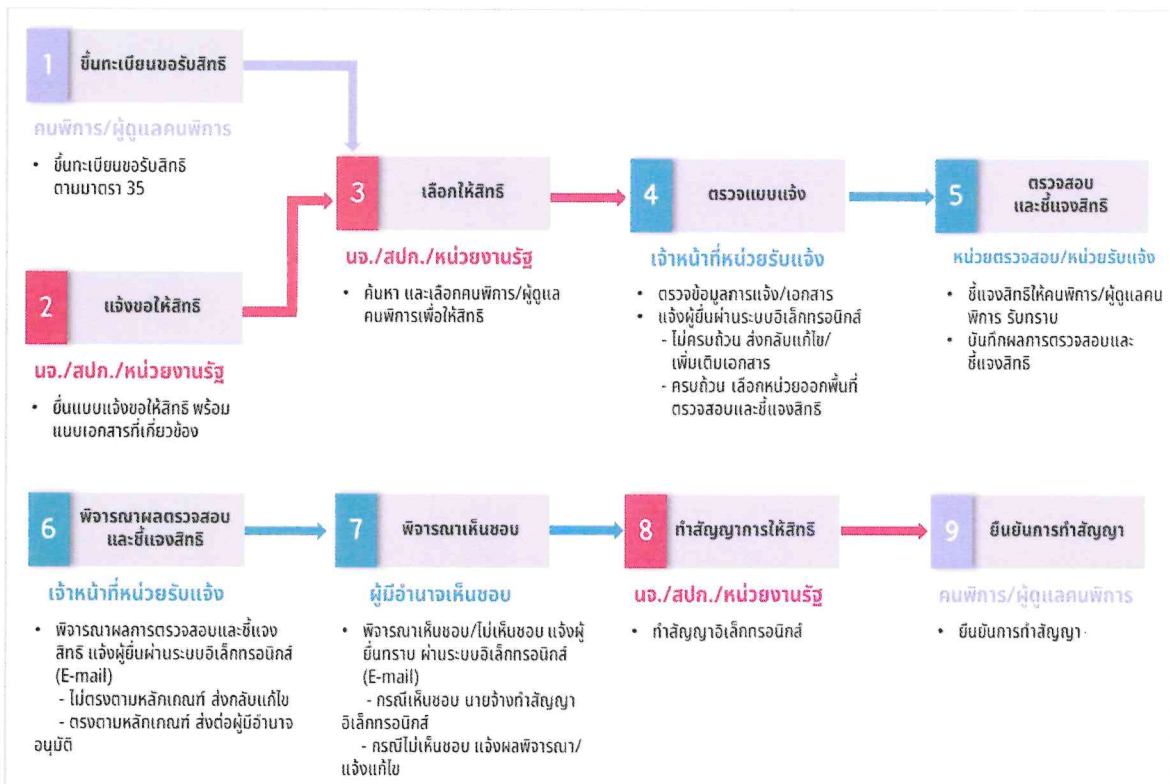 1 ขึ้นทะเบียนขอรับสิทธิ
คนพิการ/ผู้ดูแลคนพิการ
• ขึ้นทะเบียนขอรับสิทธิ
ตามมาตรา 35
2 แจ้งขอให้สิทธิ
นจ./สปก./หน่วยงานรัฐ
• ยื่นแบบแจ้งขอให้สิทธิ พร้อม
แนบเอกสารที่เกี่ยวข้อง
3 เลือกให้สิทธิ
นจ./สปก./หน่วยงานรัฐ
• ค้นหา และเลือกคนพิการ/ผู้ดูแล
คนพิการเพื่อให้สิทธิ
4 ตรวจแบบแจ้ง
เจ้าหน้าที่หน่วยรับแจ้ง
• ตรวจข้อมูลการแจ้ง/เอกสาร
• แจ้งผู้ยื่นผ่านระบบอิเล็กทรอนิกส์
- ไม่ครบถ้วน ส่งกลับแก้ไข/
เพิ่มเติมเอกสาร
- ครบถ้วน เลือกหน่วยออกพื้นที่
ตรวจสอบและชี้แจงสิทธิ
5 ตรวจสอบ
และชี้แจงสิทธิ
หน่วยตรวจสอบ/หน่วยรับแจ้ง
• ชี้แจงสิทธิให้คนพิการ/ผู้ดูแลคน
พิการ รับทราบ
• บันทึกผลการตรวจสอบและ
ชี้แจงสิทธิ
6 พิจารณาผลตรวจสอบ
และชี้แจงสิทธิ
เจ้าหน้าที่หน่วยรับแจ้ง
• พิจารณาผลการตรวจสอบและชี้แจง
สิทธิ แจ้งผู้ยื่นผ่านระบบอิเล็กทรอนิกส์
(E-mail)
- ไม่ตรงตามหลักเกณฑ์ ส่งกลับแก้ไข
- ตรงตามหลักเกณฑ์ ส่งต่อผู้มีอำนาจ
อนุมัติ
7 พิจารณาเห็นชอบ
ผู้มีอำนาจเห็นชอบ
• พิจารณาเห็นชอบ/ไม่เห็นชอบ แจ้งผู้
ยื่นทราบ ผ่านระบบอิเล็กทรอนิกส์
(E-mail)
- กรณีเห็นชอบ นายจ้างทำสัญญา
อิเล็กทรอนิกส์
- กรณีไม่เห็นชอบ แจ้งผลพิจารณา/
แจ้งแก้ไข
8 ทำสัญญาการให้สิทธิ
นจ./สปก./หน่วยงานรัฐ
• ทำสัญญาอิเล็กทรอนิกส์
9 ยืนยันการทำสัญญา
คนพิการ/ผู้ดูแลคนพิการ
• ยืนยันการทำสัญญา